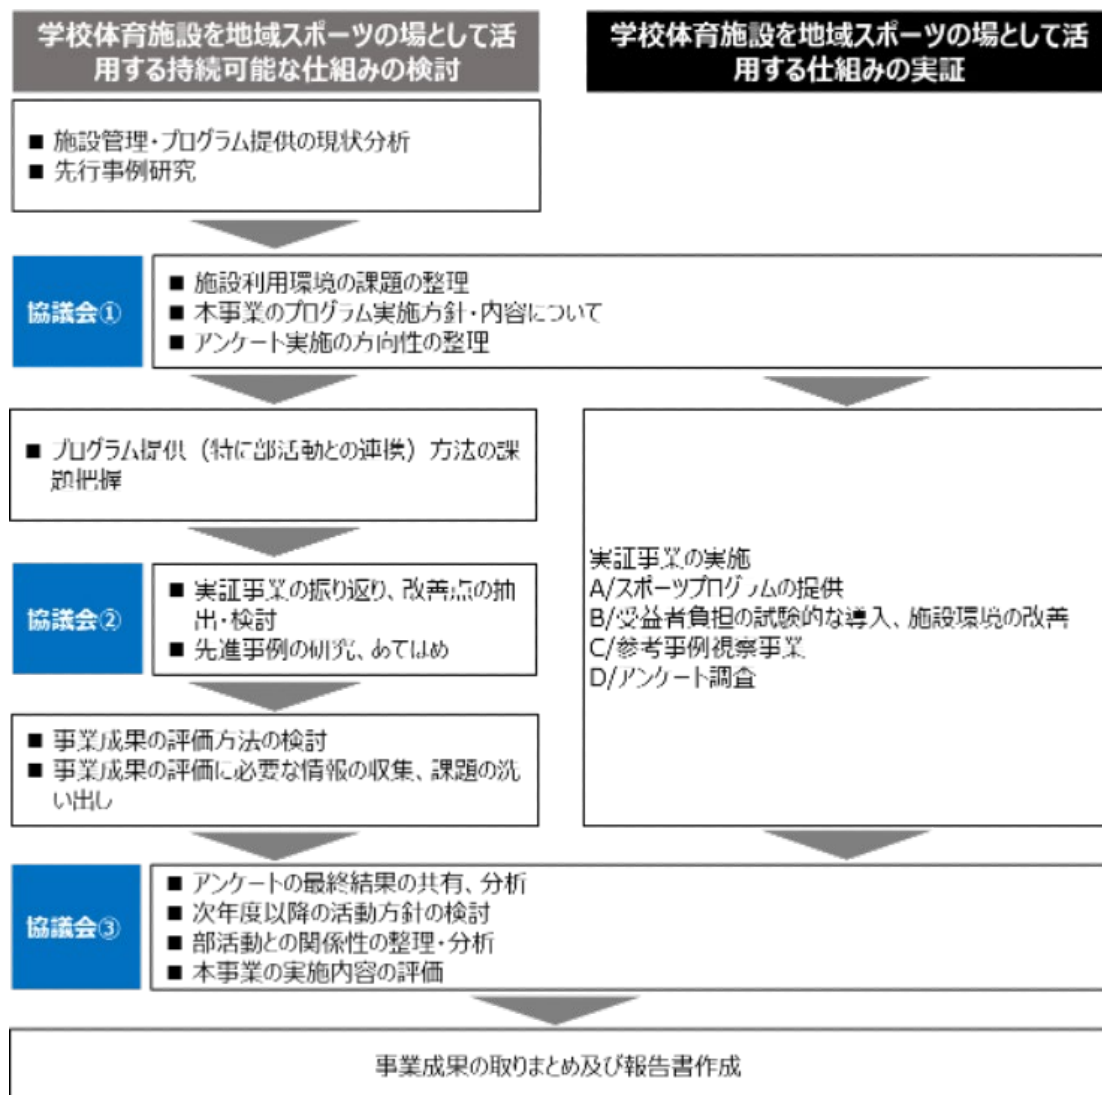 学校体育施設を地域スポーツの場として活
用する持続可能な仕組みの検討
学校体育施設を地域スポーツの場として活
用する仕組みの実証
■ 施設管理・プログラム提供の現状分析
■ 先行事例研究
協議会①
■ 施設利用環境の課題の整理
■ 本事業のプログラム実施方針・内容について
■ アンケート実施の方向性の整理
■ プログラム提供（特に部活動との連携）方法の課
題把握
協議会②
■ 実証事業の振り返り、改善点の抽
出・検討
■ 先進事例の研究、あてはめ
実証事業の実施
A/スポーツプログラムの提供
B/受益者負担の試験的な導入、施設環境の改善
C/参考事例視察事業
D/アンケート調査
■ 事業成果の評価方法の検討
■ 事業成果の評価に必要な情報の収集、課題の洗
い出し
協議会③
■ アンケートの最終結果の共有、分析
■ 次年度以降の活動方針の検討
■ 部活動との関係性の整理・分析
■ 本事業の実施内容の評価
事業成果の取りまとめ及び報告書作成